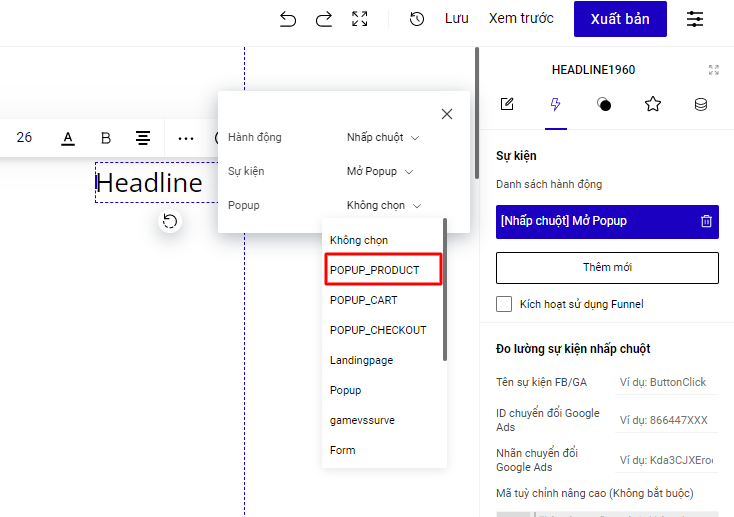 Lưu
Xem trước
Xuất bản
HEADLINE1960
26
A
B
Headline
Hành động
Nhấp chuột
Sự kiện
Mở Popup
Popup
Không chọn
Không chọn
POPUP_PRODUCT
POPUP_CART
POPUP_CHECKOUT
Landingpage
Popup
gamevssurve
Form
Sự kiện
Danh sách hành động
[Nhấp chuột] Mở Popup
Thêm mới
Kích hoạt sử dụng Funnel
Đo lường sự kiện nhấp chuột
Tên sự kiện FB/GA
Ví dụ: ButtonClick
ID chuyển đổi Google
Ads
Ví dụ: 866447XXX
Nhãn chuyển đổi
Google Ads
Ví dụ: Kda3CJXEroc
Mã tuỳ chỉnh nâng cao (Không bắt buộc)